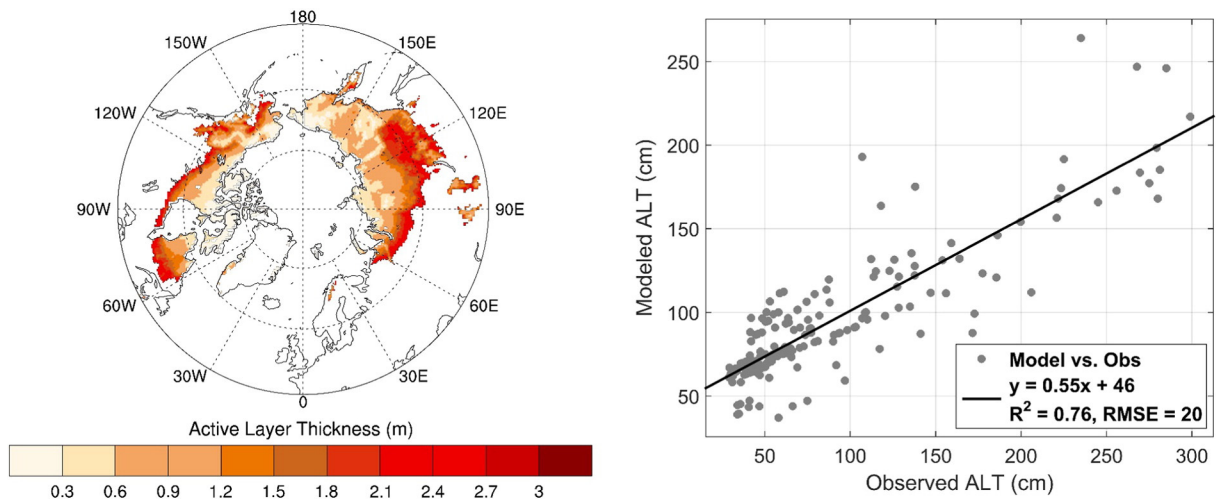 180
150W
150E
120W
120E
90W
90E
60W
60E
30W
30E
0
Active Layer Thickness (m)
0.3 0.6 0.9 1.2 1.5 1.8 2.1 2.4 2.7 3
250
200
150
100
50
Modeled ALT (cm)
Model vs. Obs
y = 0.55x + 46
R² = 0.76, RMSE = 20
50 100 150 200 250 300
Observed ALT (cm)